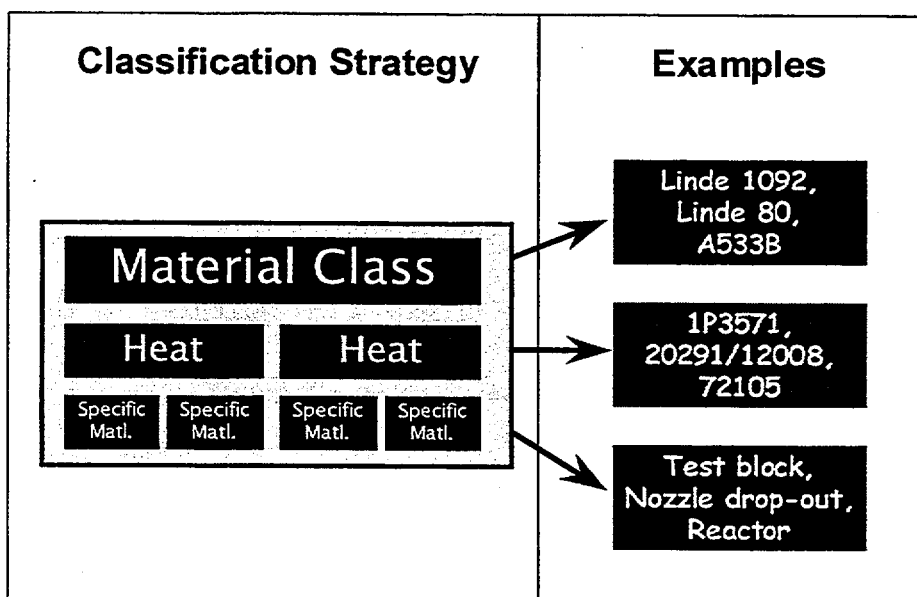 Classification Strategy
Examples
Material Class
Heat
Heat
Specific
Matl.
Specific
Matl.
Specific
Matl.
Specific
Matl.
Linde 1092,
Linde 80,
A533B
1P3571,
20291/12008,
72105
Test block,
Nozzle drop-out,
Reactor